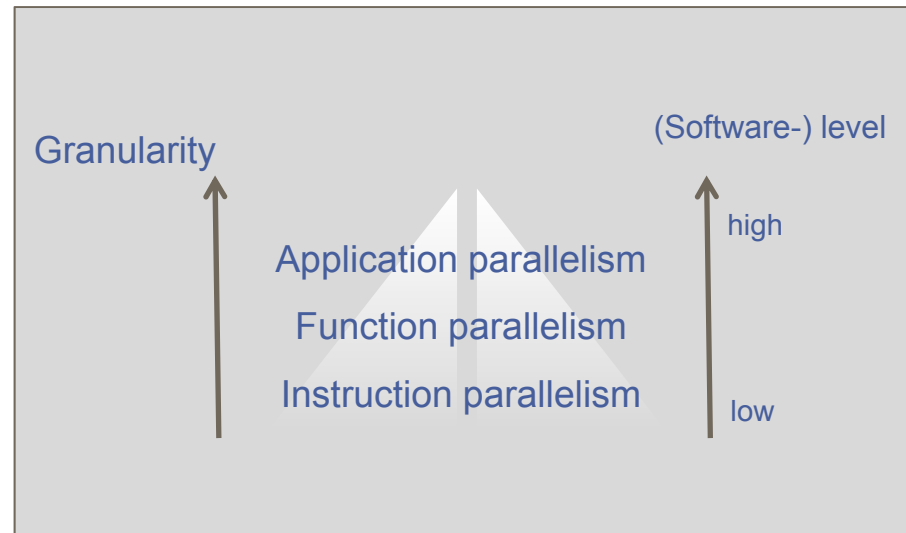 (Software-) level
Granularity
high
Application parallelism
Function parallelism
Instruction parallelism
low